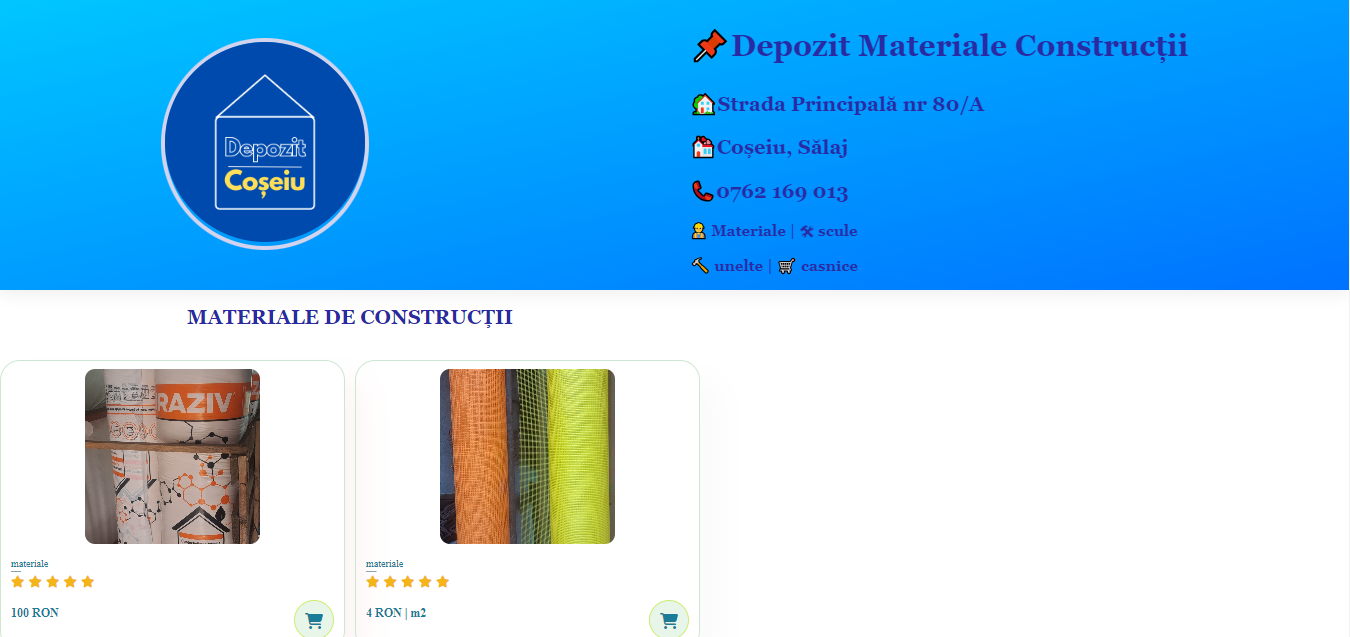 Depozit
Coșeiu
Depozit Materiale Construcții
Strada Principală nr 80/A
Coșeiu, Sălaj
0762 169 013
Materiale | scule
unelte | casnice
MATERIALE DE CONSTRUCȚII
RAZIV
materiale
100 RON
materiale
4 RON | m2